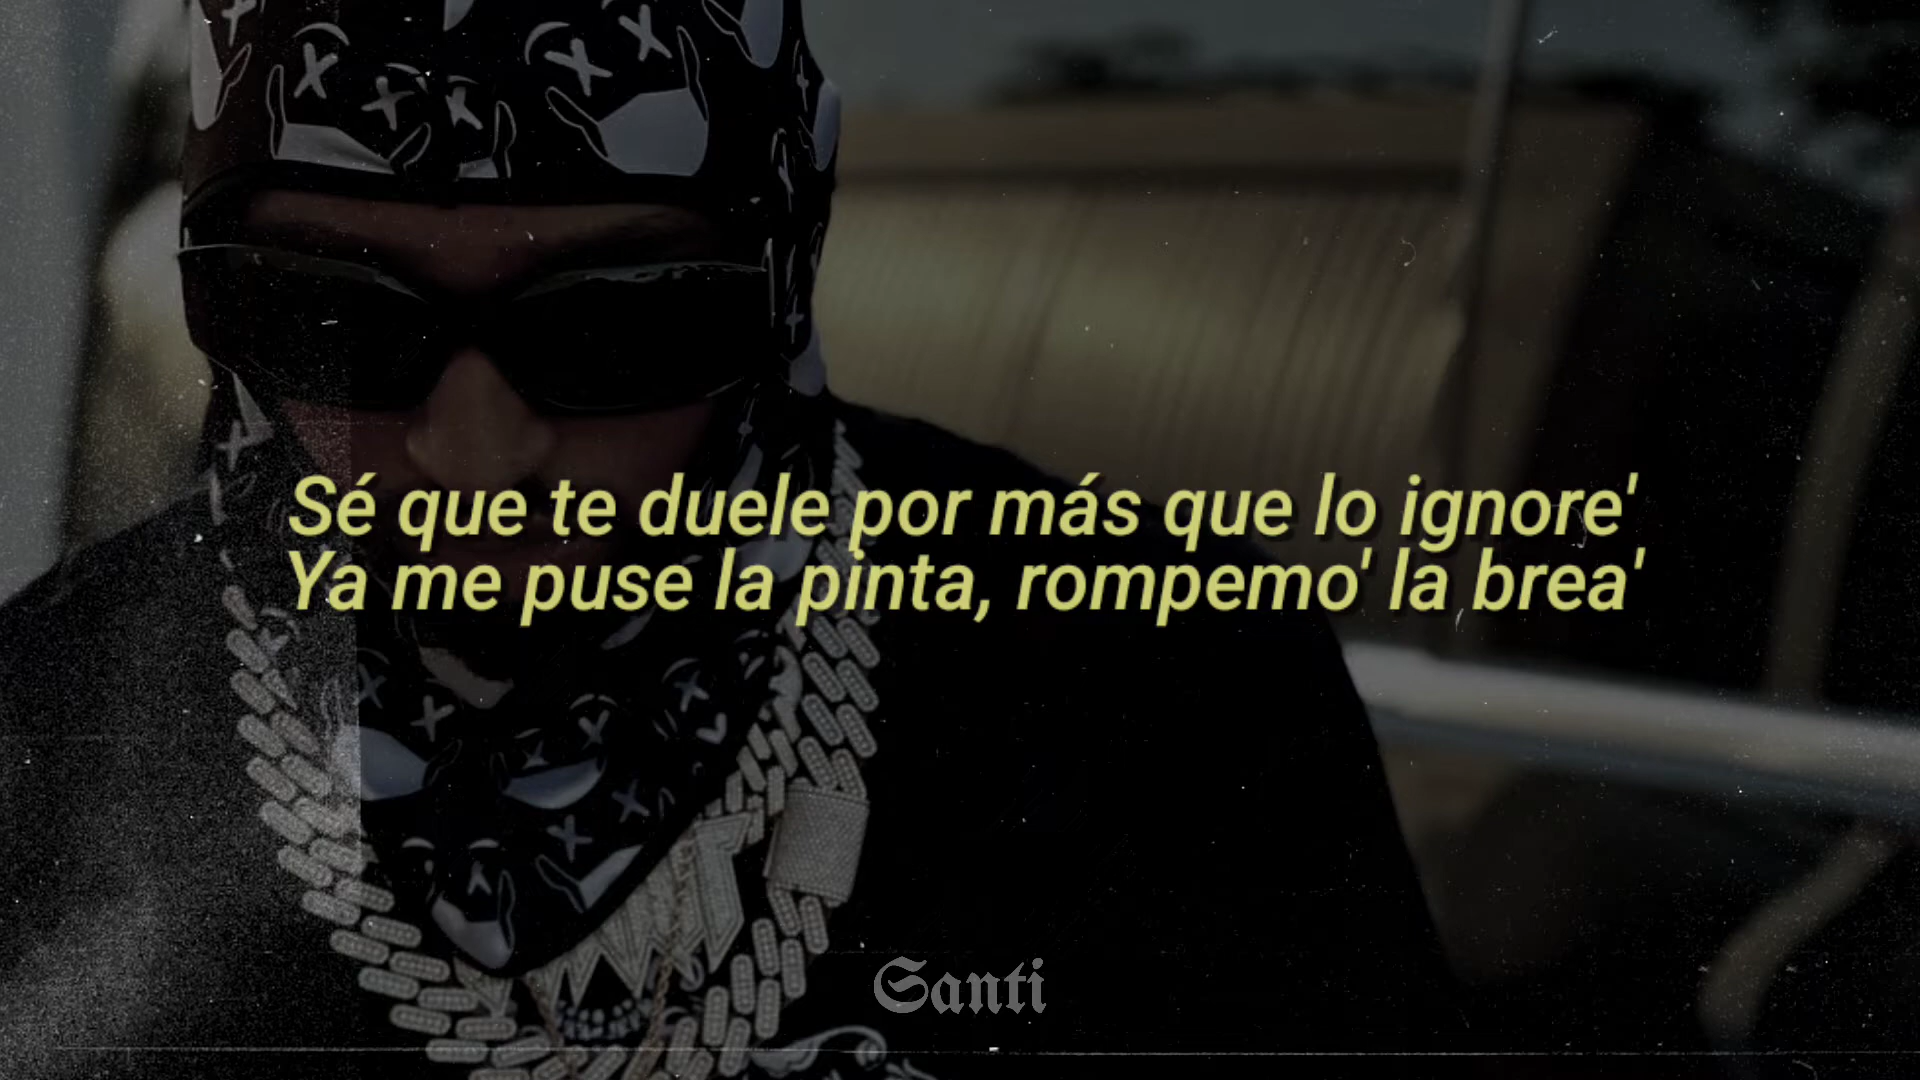 Sé que te duele por más que lo ignore'
Ya me puse la pinta, rompemo' la brea'
Santi